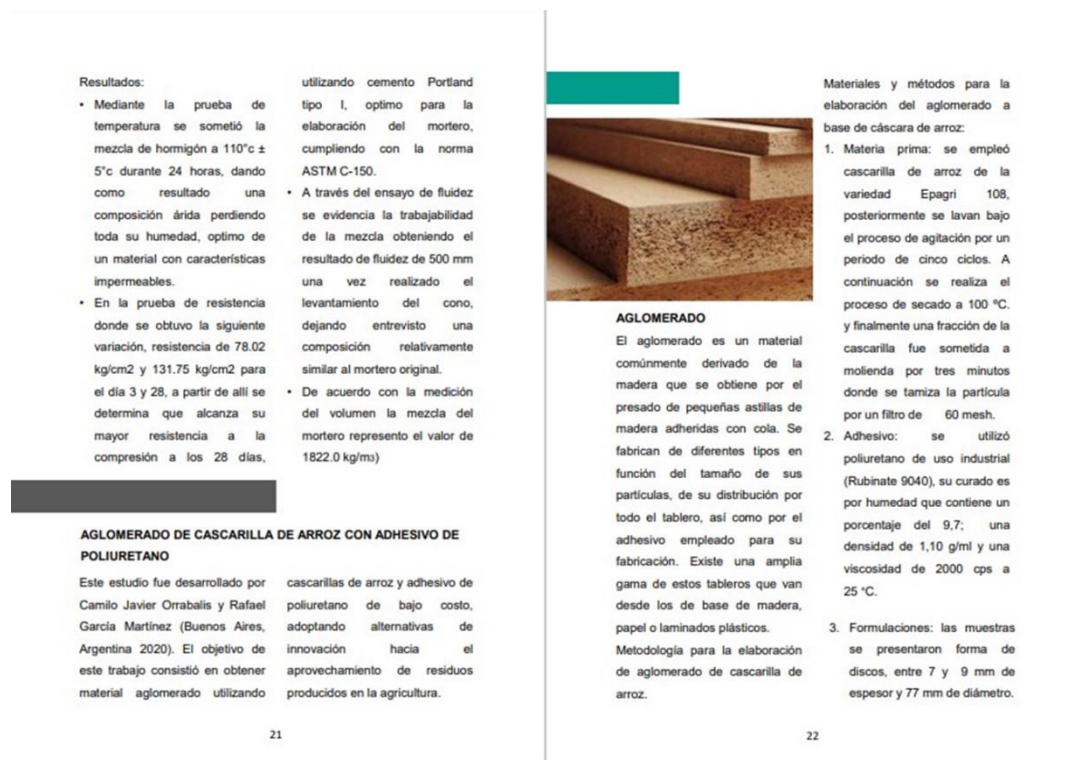 Resultados:
• Mediante la prueba de
temperatura se sometió la
mezcla de hormigón a 110°c ±
5°c durante 24 horas, dando
como resultado una
composición árida perdiendo
toda su humedad, optimo de
un material con características
impermeables.
• En la prueba de resistencia
donde se obtuvo la siguiente
variación, resistencia de 78.02
kg/cm2 y 131.75 kg/cm2 para
el día 3 y 28, a partir de allí se
determina que alcanza su
mayor resistencia a la
compresión a los 28 días,
utilizando cemento Portland
tipo I, optimo para la
elaboración del mortero,
cumpliendo con la norma
ASTM C-150.
• A través del ensayo de fluidez
se evidencia la trabajabilidad
de la mezcla obteniendo el
resultado de fluidez de 500 mm
una vez realizado el
levantamiento del cono,
dejando entrevisto una
composición relativamente
similar al mortero original.
• De acuerdo con la medición
del volumen la mezcla del
mortero represento el valor de
1822.0 kg/m3)
AGLOMERADO DE CASCARILLA DE ARROZ CON ADHESIVO DE
POLIURETANO
Este estudio fue desarrollado por
Camilo Javier Orrabalis y Rafael
García Martínez (Buenos Aires,
Argentina 2020). El objetivo de
este trabajo consistió en obtener
material aglomerado utilizando
cascarillas de arroz y adhesivo de
poliuretano de bajo costo,
adoptando alternativas de
innovación hacia el
aprovechamiento de residuos
producidos en la agricultura.
21
AGLOMERADO
El aglomerado es un material
comúnmente derivado de la
madera que se obtiene por el
presado de pequeñas astillas de
madera adheridas con cola. Se
fabrican de diferentes tipos en
función del tamaño de sus
partículas, de su distribución por
todo el tablero, así como por el
adhesivo empleado para su
fabricación. Existe una amplia
gama de estos tableros que van
desde los de base de madera,
papel o laminados plásticos.
Metodología para la elaboración
de aglomerado de cascarilla de
arroz.
Materiales y métodos para la
elaboración del aglomerado a
base de cáscara de arroz:
1. Materia prima: se empleó
cascarilla de arroz de la
variedad Epagri 108,
posteriormente se lavan bajo
el proceso de agitación por un
periodo de cinco ciclos. A
continuación se realiza el
proceso de secado a 100 ºC.
y finalmente una fracción de la
cascarilla fue sometida a
molienda por tres minutos
donde se tamiza la partícula
por un filtro de 60 mesh.
2. Adhesivo: se utilizó
poliuretano de uso industrial
(Rubinate 9040), su curado es
por humedad que contiene un
porcentaje del 9,7; una
densidad de 1,10 g/ml y una
viscosidad de 2000 cps a
25 °C.
3. Formulaciones: las muestras
se presentaron forma de
discos, entre 7 y 9 mm de
espesor y 77 mm de diámetro.
22